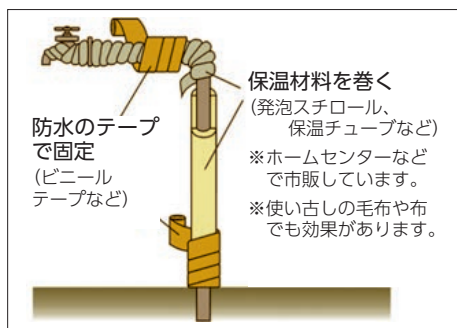 保温材料を巻く
(発泡スチロール、
保温チューブなど)
※ホームセンターなど
で市販しています。
※使い古しの毛布や布
でも効果があります。
防水のテープ
で固定
(ビニール
テープなど)